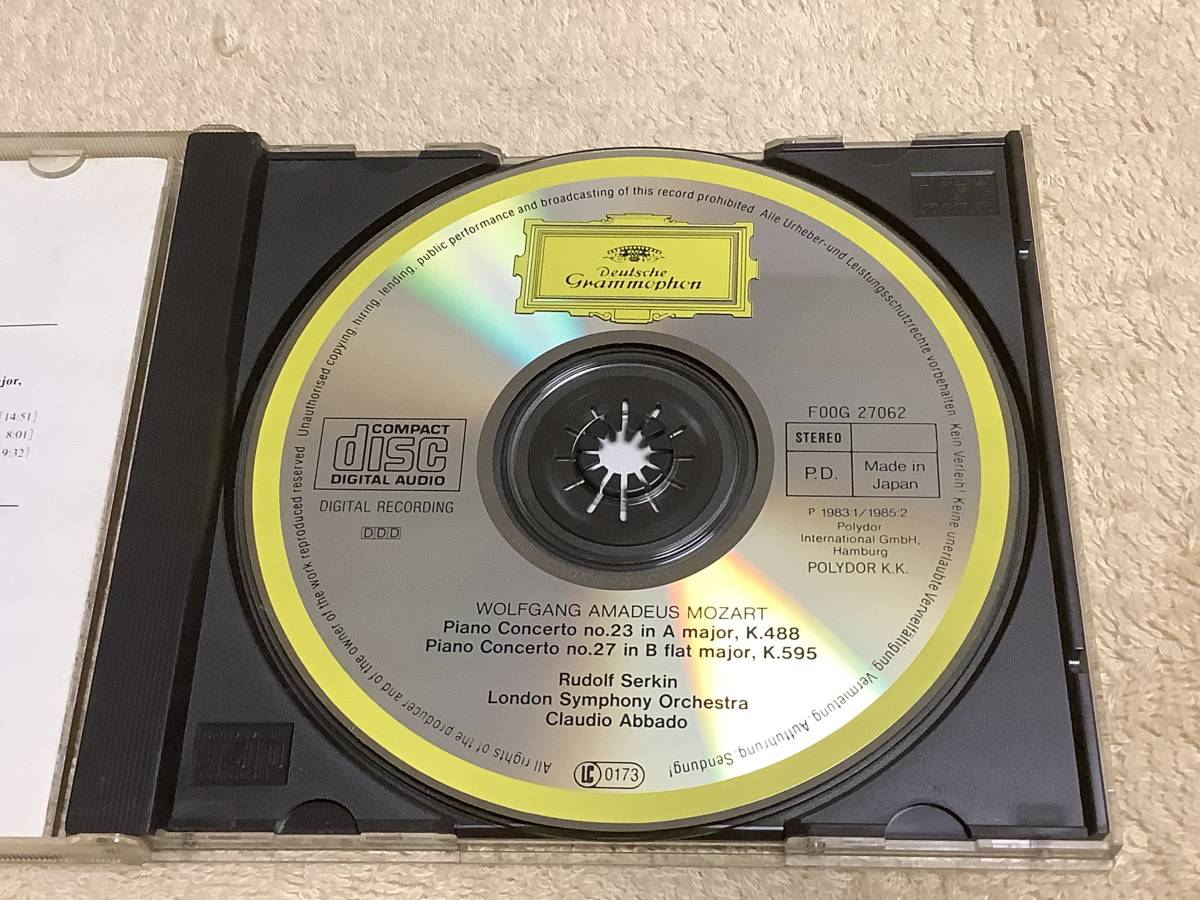 jor,
[14:51]
8:01]
9:32]
Deutsche
Grammophon
All rights of the producer and of the owner of the work reproduced reserved Unauthorised copying, hiring, lending, public performance and broadcasting of this record prohibited Alle Urheber-und Leistungsschutzrechte vorbehalten Kein Verleih! Keine unerlaubte Vervielfältigung, Vermietung, Aufführung, Sendung!
COMPACT
disc
DIGITAL AUDIO
DIGITAL RECORDING
DDD
F00G 27062
STEREO
P.D.
Made in
Japan
P 1983:1/1985:2
Polydor
International GmbH,
Hamburg
POLYDOR K.K.
WOLFGANG AMADEUS MOZART
Piano Concerto no.23 in A major, K.488
Piano Concerto no.27 in B flat major, K.595
Rudolf Serkin
London Symphony Orchestra
Claudio Abbado
LC 0173
disc